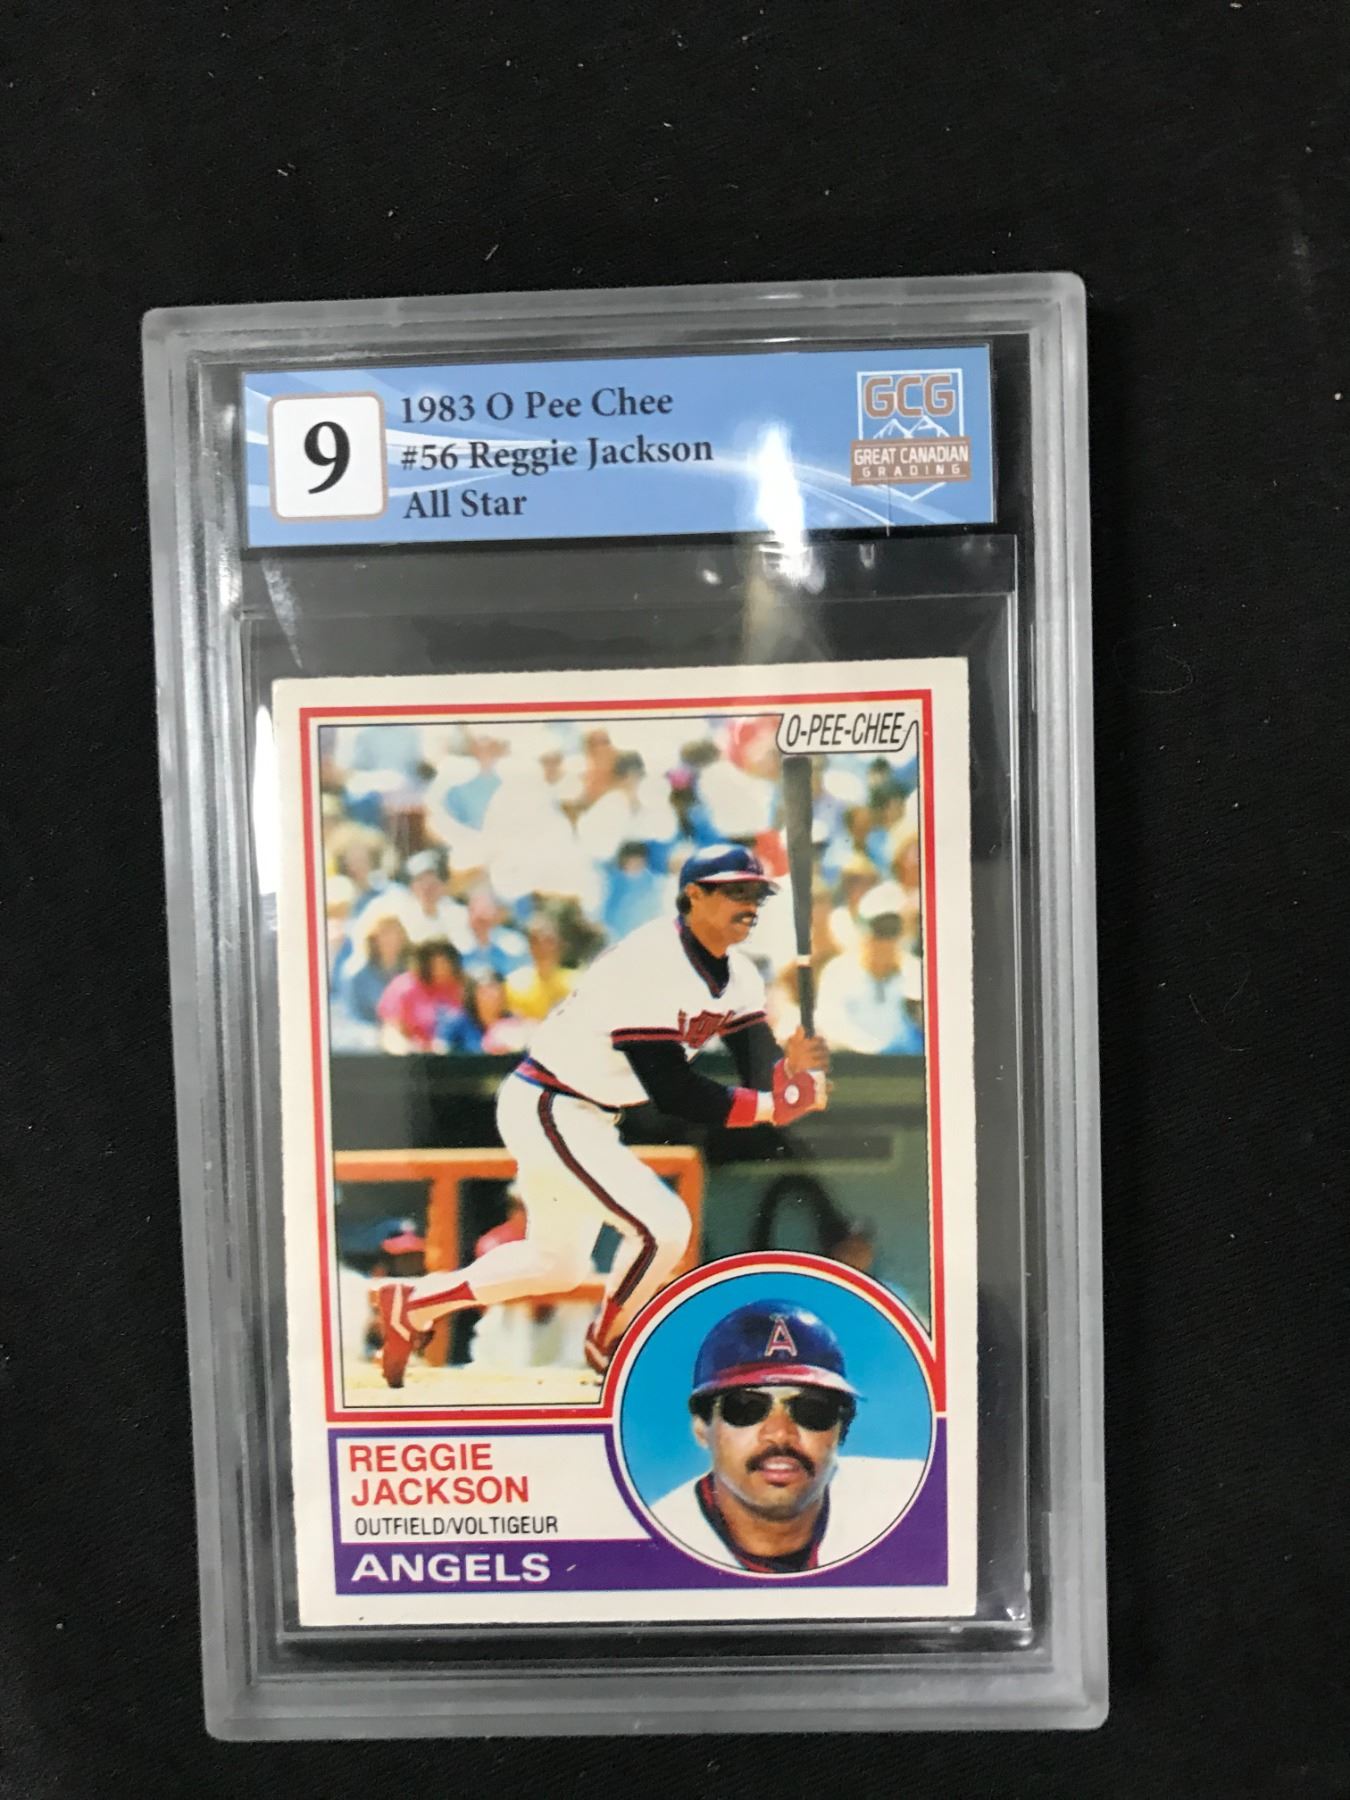 9
1983 O Pee Chee
#56 Reggie Jackson
All Star
GCG
GREAT CANADIAN
GRADING
O-PEE-CHEE
A
REGGIE
JACKSON
OUTFIELD/VOLTIGEUR
ANGELS